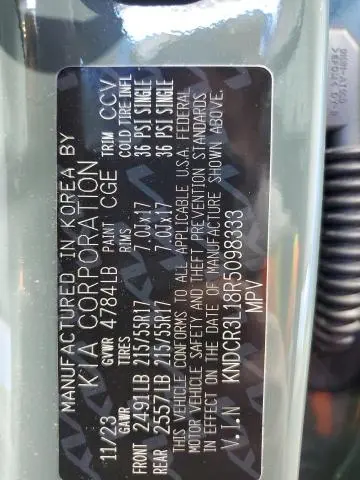 MANUFACTURED IN KOREA BY
KIA CORPORATION
11/23 GVWR 4784LB PAINT CGE TRIM CCV
GAWR TIRES RIMS COLD TIRE INFL
FRONT 2491LB 215/55R17 7.0JX17 36 PSI SINGLE
REAR 2557LB 215/55R17 7.0JX17 36 PSI SINGLE
THIS VEHICLE CONFORMS TO ALL APPLICABLE U.S.A. FEDERAL
MOTOR VEHICLE SAFETY AND THEFT PREVENTION STANDARDS
IN EFFECT ON THE DATE OF MANUFACTURE SHOWN ABOVE.
V.I.N KNDCR3L18R5098333
MPV